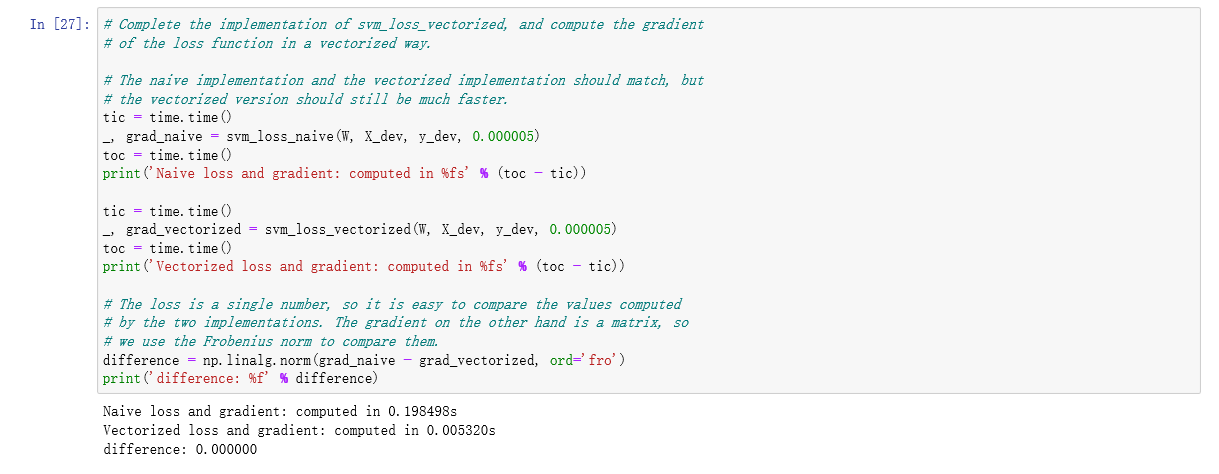 In [27]: # Complete the implementation of svm_loss_vectorized, and compute the gradient
# of the loss function in a vectorized way.
# The naive implementation and the vectorized implementation should match, but
# the vectorized version should still be much faster.
tic = time.time()
_, grad_naive = svm_loss_naive(W, X_dev, y_dev, 0.000005)
toc = time.time()
print('Naive loss and gradient: computed in %fs' % (toc - tic))
tic = time.time()
_, grad_vectorized = svm_loss_vectorized(W, X_dev, y_dev, 0.000005)
toc = time.time()
print('Vectorized loss and gradient: computed in %fs' % (toc - tic))
# The loss is a single number, so it is easy to compare the values computed
# by the two implementations. The gradient on the other hand is a matrix, so
# we use the Frobenius norm to compare them.
difference = np.linalg.norm(grad_naive - grad_vectorized, ord='fro')
print('difference: %f' % difference)
Naive loss and gradient: computed in 0.198498s
Vectorized loss and gradient: computed in 0.005320s
difference: 0.000000